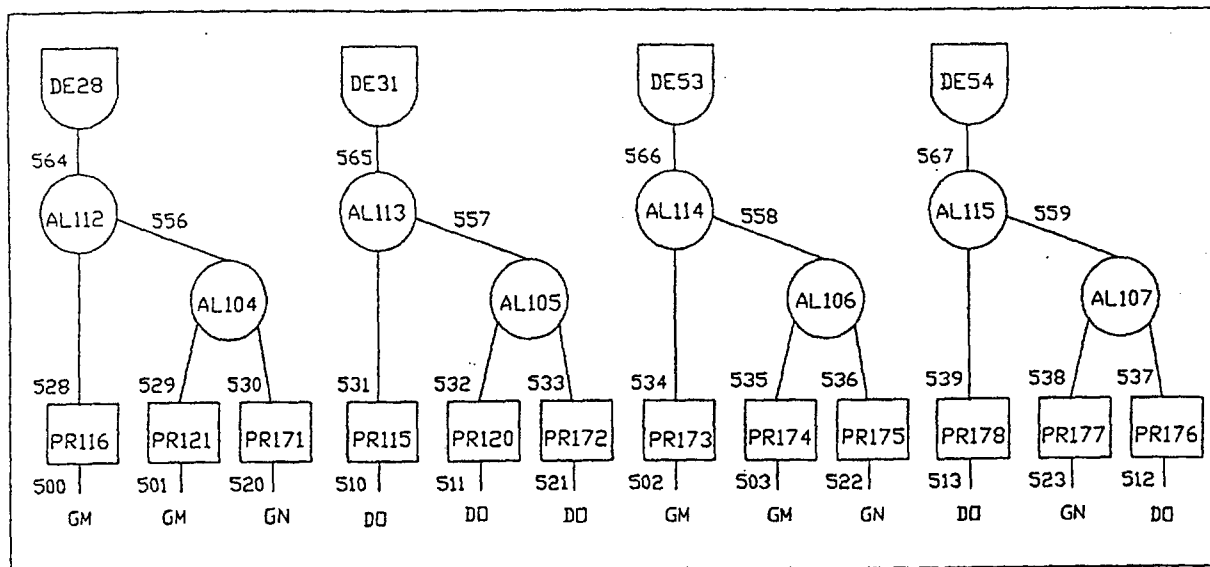 DE28 DE31 DE53 DE54
564 565 566 567
AL112 556 AL113 557 AL114 558 AL115 559
AL104 AL105 AL106 AL107
528 529 530 531 532 533 534 535 536 539 538 537
PR116 PR121 PR171 PR115 PR120 PR172 PR173 PR174 PR175 PR178 PR177 PR176
500 501 520 510 511 521 502 503 522 513 523 512
GM GM GN DO DO DO GM GM GN DO GN DO